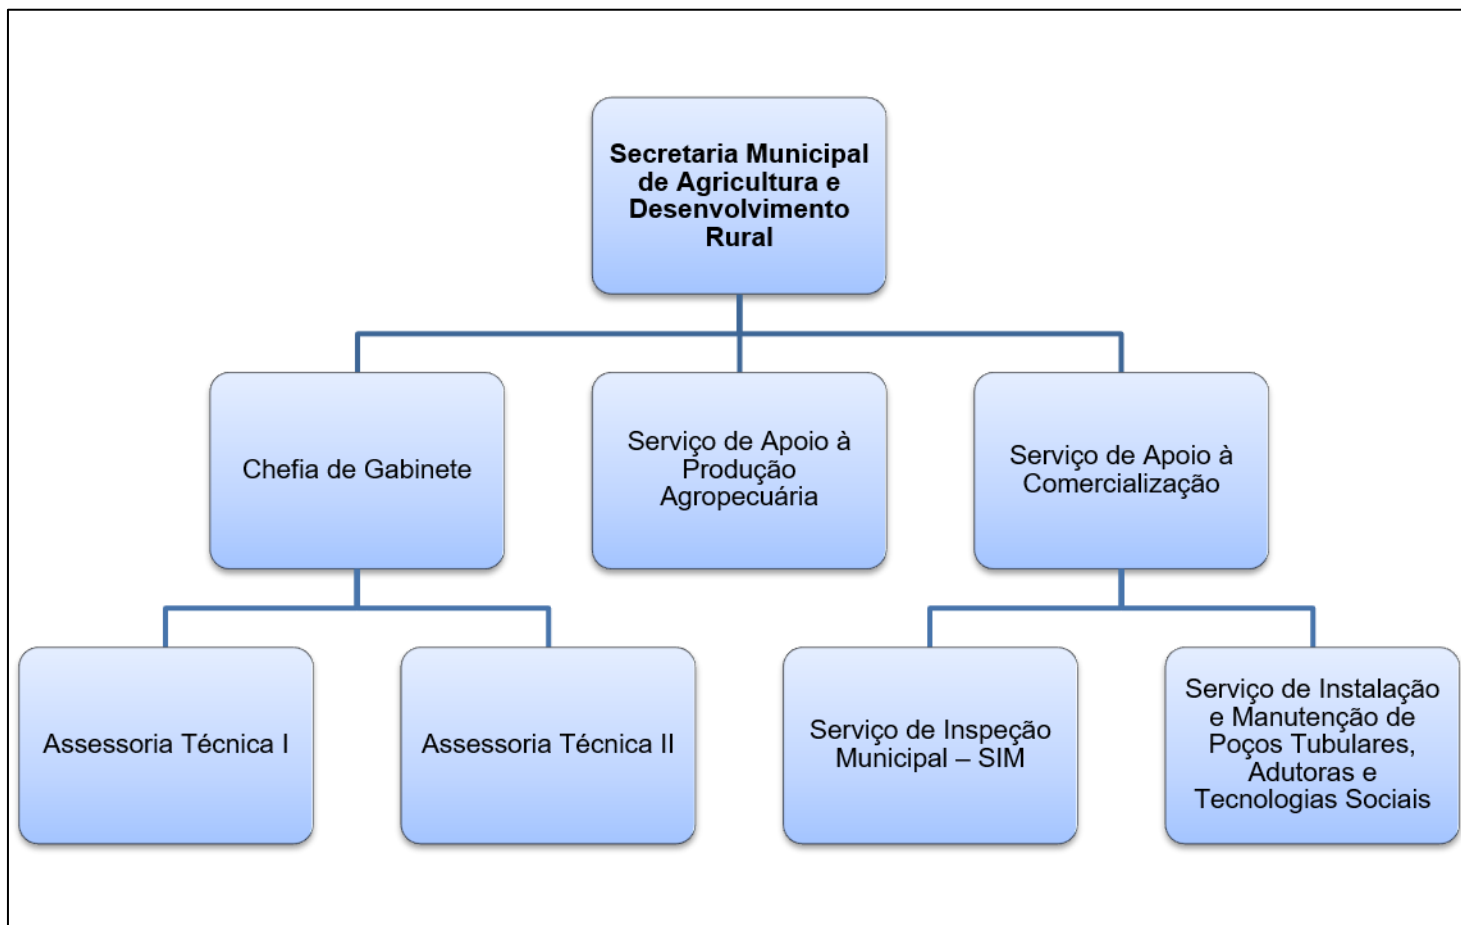 Secretaria Municipal
de Agricultura e
Desenvolvimento
Rural
Chefia de Gabinete
Serviço de Apoio à
Produção
Agropecuária
Serviço de Apoio à
Comercialização
Assessoria Técnica I
Assessoria Técnica II
Serviço de Inspeção
Municipal – SIM
Serviço de Instalação
e Manutenção de
Poços Tubulares,
Adutoras e
Tecnologias Sociais